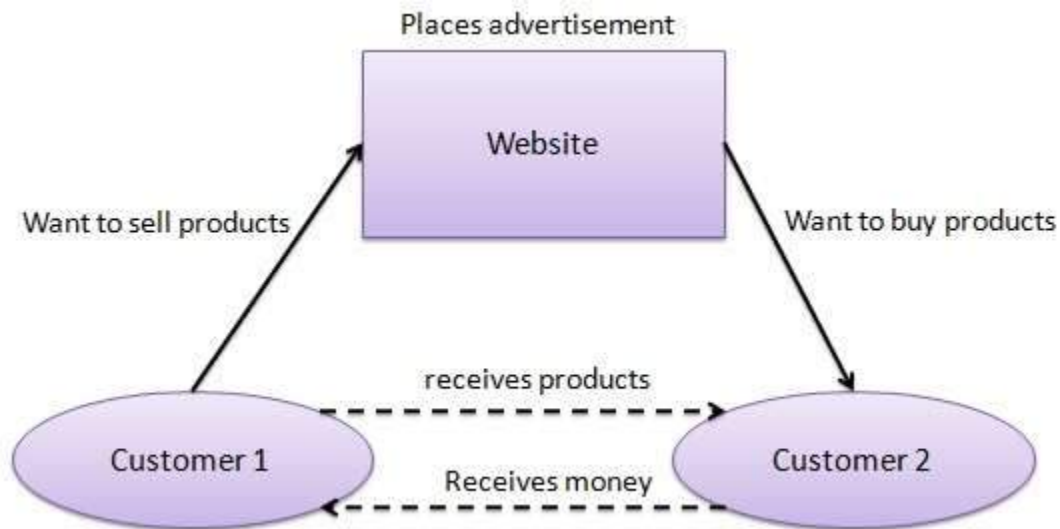 Places advertisement
Website
Want to sell products
Want to buy products
receives products
Customer 1
Customer 2
Receives money